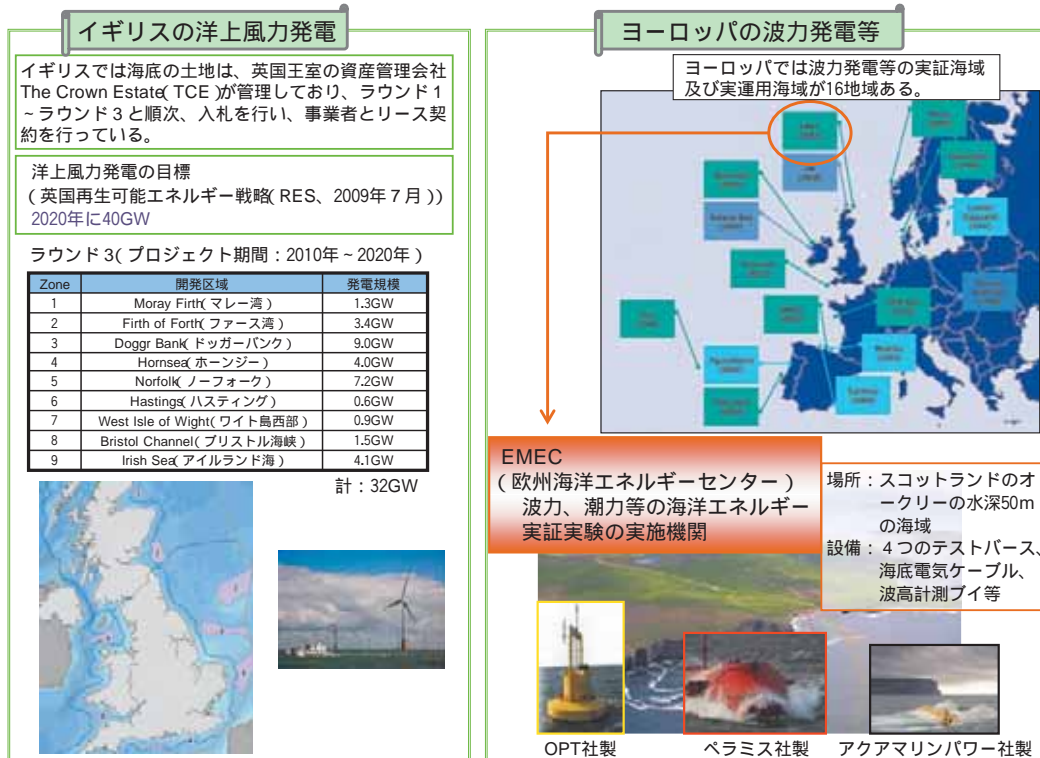 イギリスの洋上風力発電
イギリスでは海底の土地は、英国王室の資産管理会社
The Crown Estate(TCE)が管理しており、ラウンド1
~ラウンド3と順次、入札を行い、事業者とリース契
約を行っている。
洋上風力発電の目標
(英国再生可能エネルギー戦略(RES、2009年7月))
2020年に40GW
ラウンド3(プロジェクト期間:2010年~2020年)
Zone 開発区域 発電規模
1 Moray Firth(マレー湾) 1.3GW
2 Firth of Forth(ファース湾) 3.4GW
3 Doggr Bank(ドッガーバンク) 9.0GW
4 Hornsea(ホーンジー) 4.0GW
5 Norfolk(ノーフォーク) 7.2GW
6 Hastings(ハスティング) 0.6GW
7 West Isle of Wight(ワイト島西部) 0.9GW
8 Bristol Channel(ブリストル海峡) 1.5GW
9 Irish Sea(アイルランド海) 4.1GW
計:32GW
ヨーロッパの波力発電等
ヨーロッパでは波力発電等の実証海域
及び実運用海域が16地域ある。
EMEC
(欧州海洋エネルギーセンター)
波力、潮力等の海洋エネルギー
実証実験の実施機関
場所:スコットランドのオ
ークリーの水深50m
の海域
設備:4つのテストバース、
海底電気ケーブル、
波高計測ブイ等
OPT社製
ペラミス社製
アクアマリンパワー社製